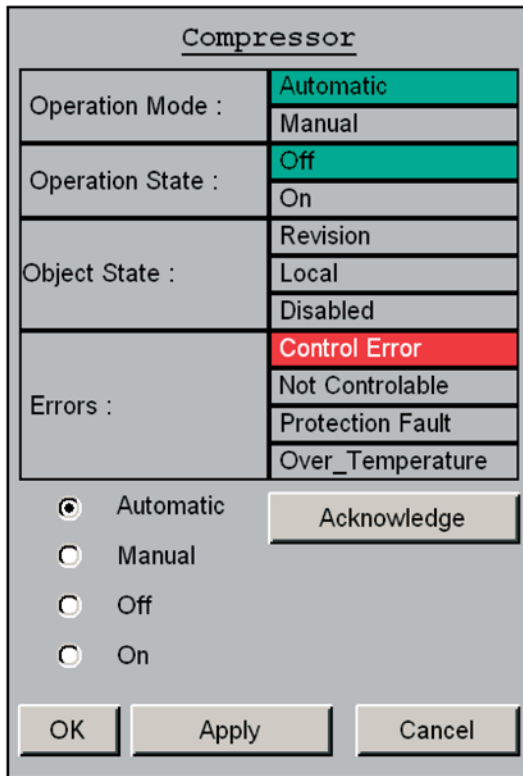 Compressor
Operation Mode :
Automatic
Manual
Operation State :
Off
On
Object State :
Revision
Local
Disabled
Errors :
Control Error
Not Controlable
Protection Fault
Over_Temperature
Automatic
Acknowledge
Manual
Off
On
OK
Apply
Cancel